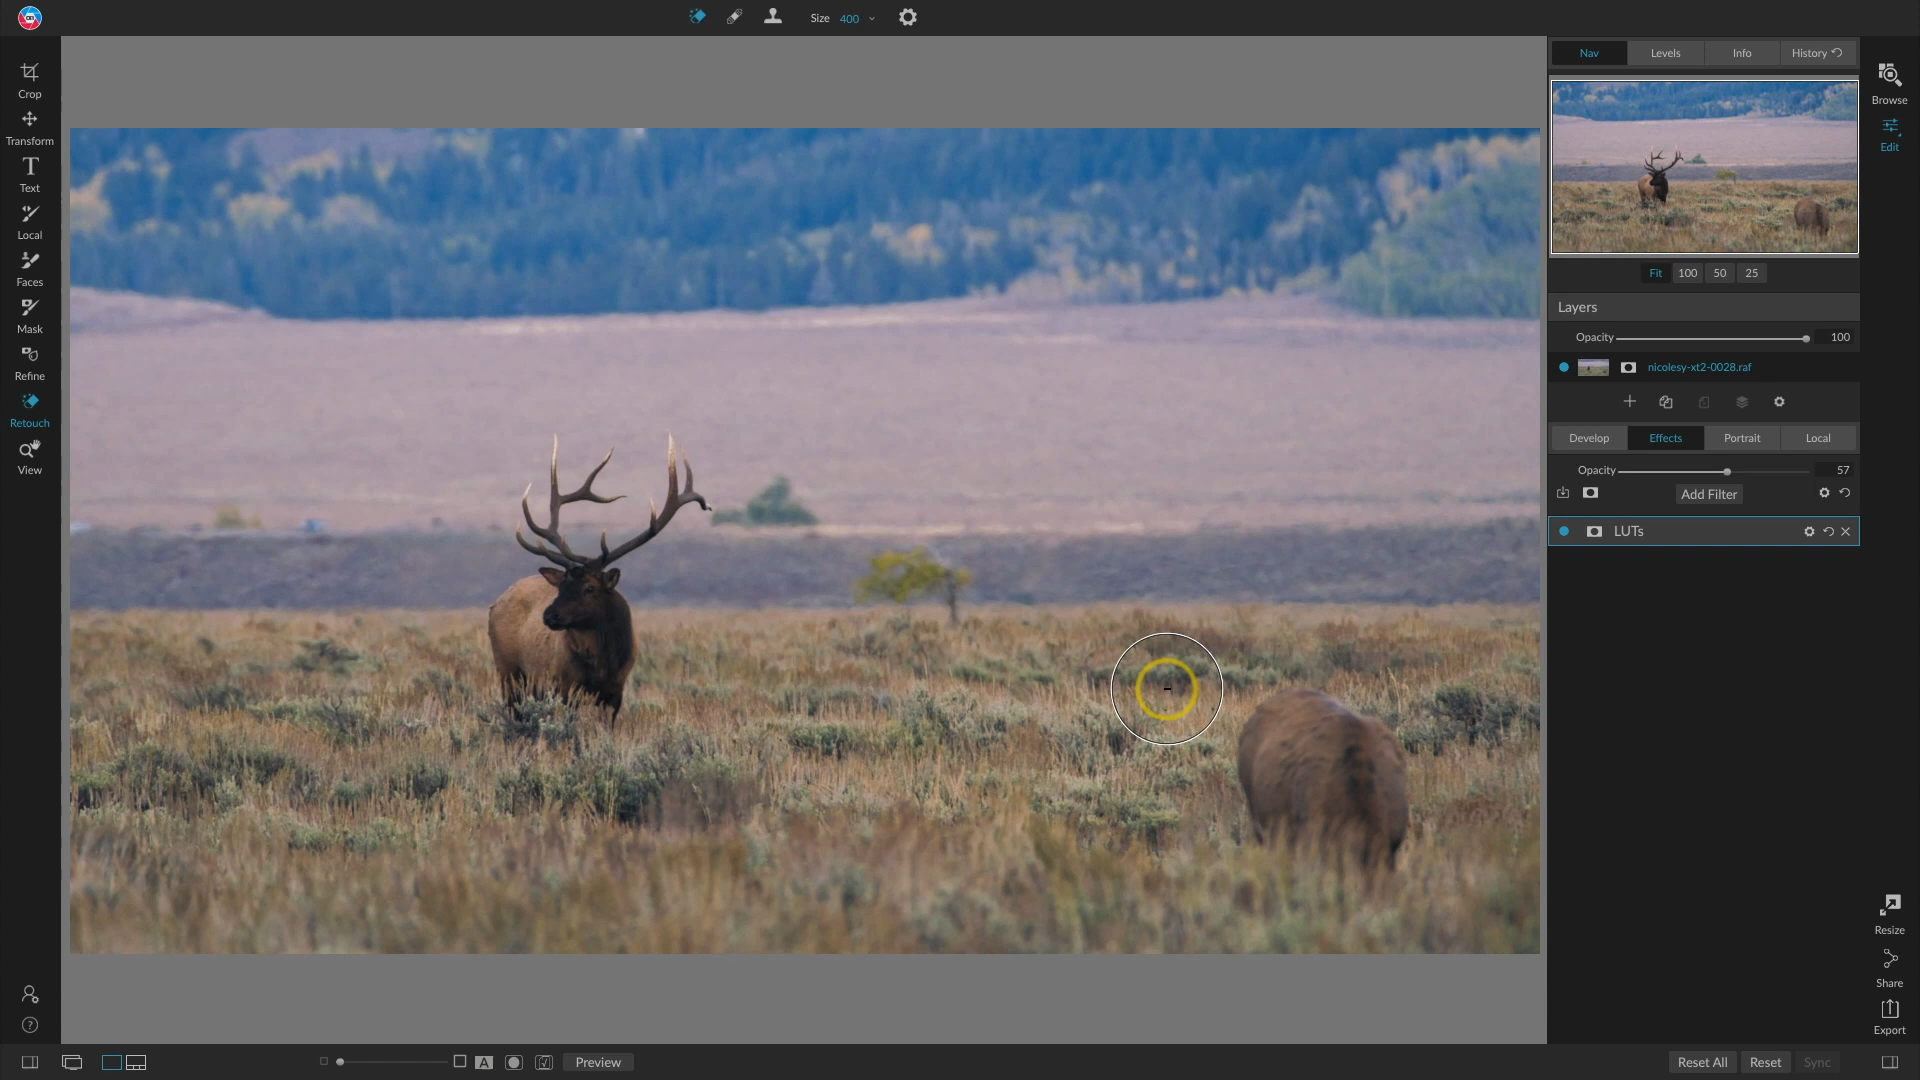 Size 400
Crop
Transform
Text
Local
Faces
Mask
Refine
Retouch
View
Nav Levels Info History
Fit 100 50 25
Layers
Opacity 100
nicolesy-xt2-0028.raf
Develop Effects Portrait Local
Opacity 57
Add Filter
LUTs
Browse
Edit
Resize
Share
Export
A Preview
Reset All Reset Sync